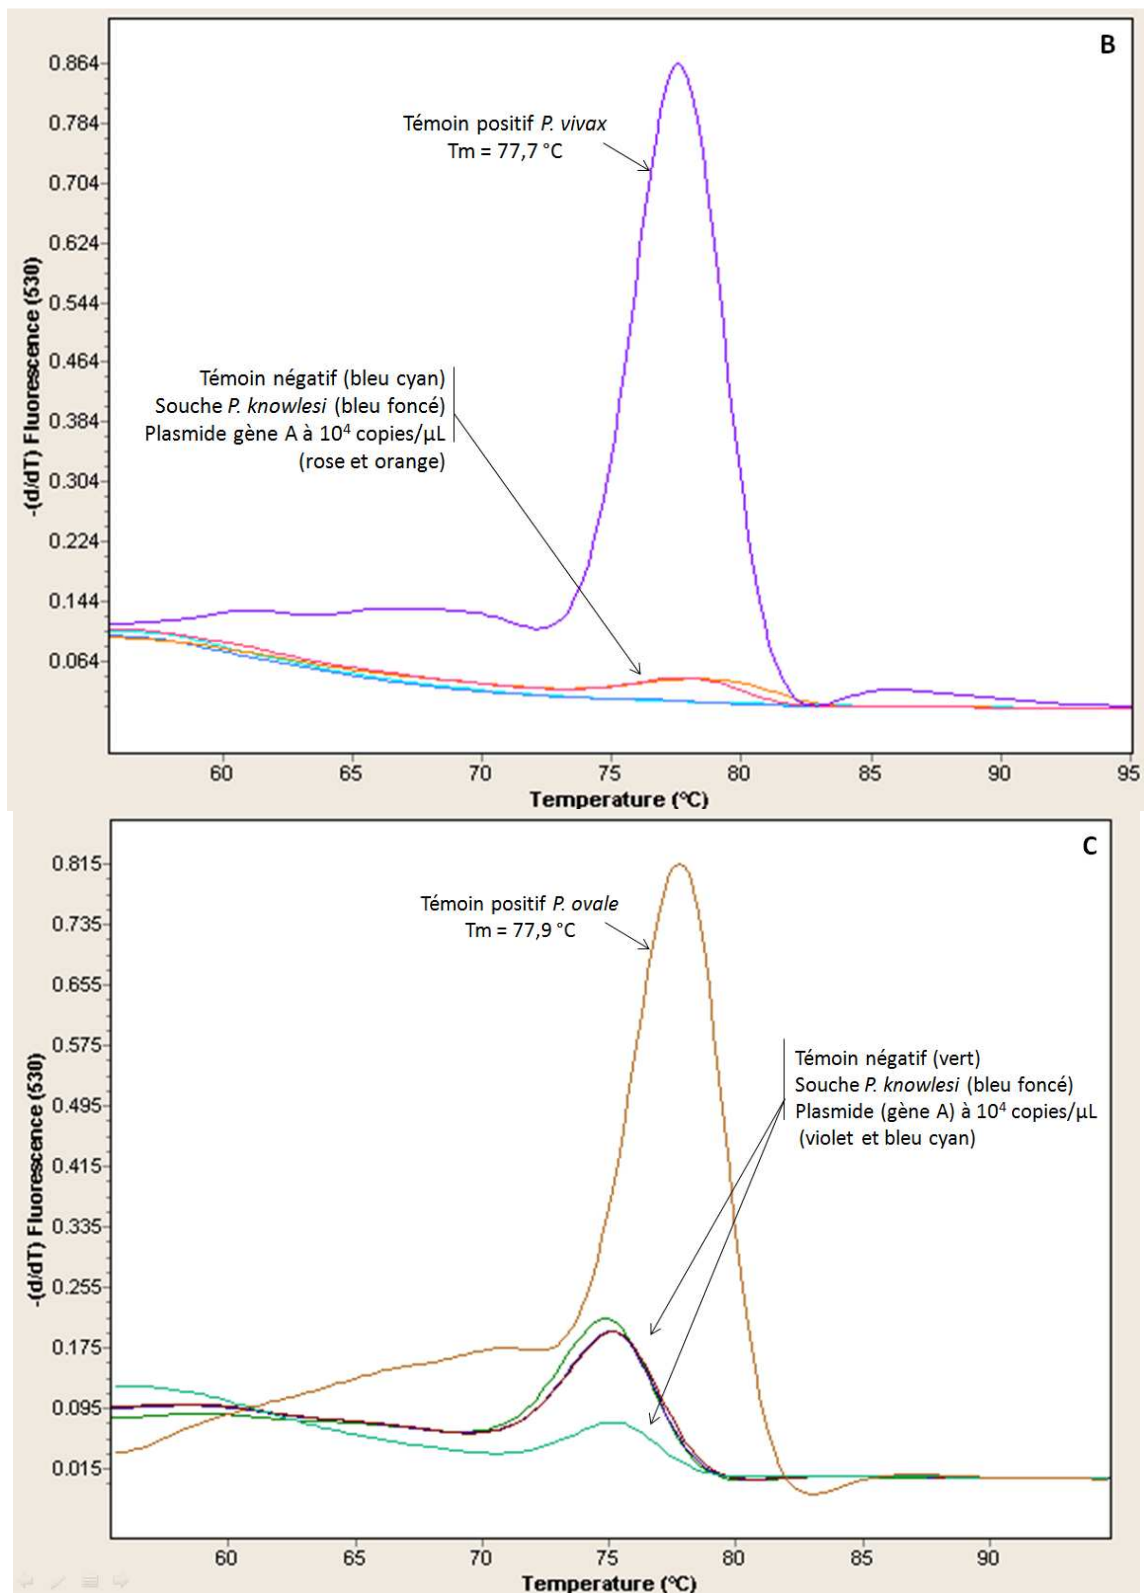 B
0.864
0.784
0.704
0.624
0.544
0.464
0.384
0.304
0.224
0.144
0.064
-(d/dT) Fluorescence (530)
Témoin positif P. vivax
Tm = 77,7 °C
Témoin négatif (bleu cyan)
Souche P. knowlesi (bleu foncé)
Plasmide gène A à 10⁴ copies/µL
(rose et orange)
60 65 70 75 80 85 90 95
Temperature (°C)
C
0.815
0.735
0.655
0.575
0.495
0.415
0.335
0.255
0.175
0.095
0.015
-(d/dT) Fluorescence (530)
Témoin positif P. ovale
Tm = 77,9 °C
Témoin négatif (vert)
Souche P. knowlesi (bleu foncé)
Plasmide (gène A) à 10⁴ copies/µL
(violet et bleu cyan)
60 65 70 75 80 85 90
Temperature (°C)